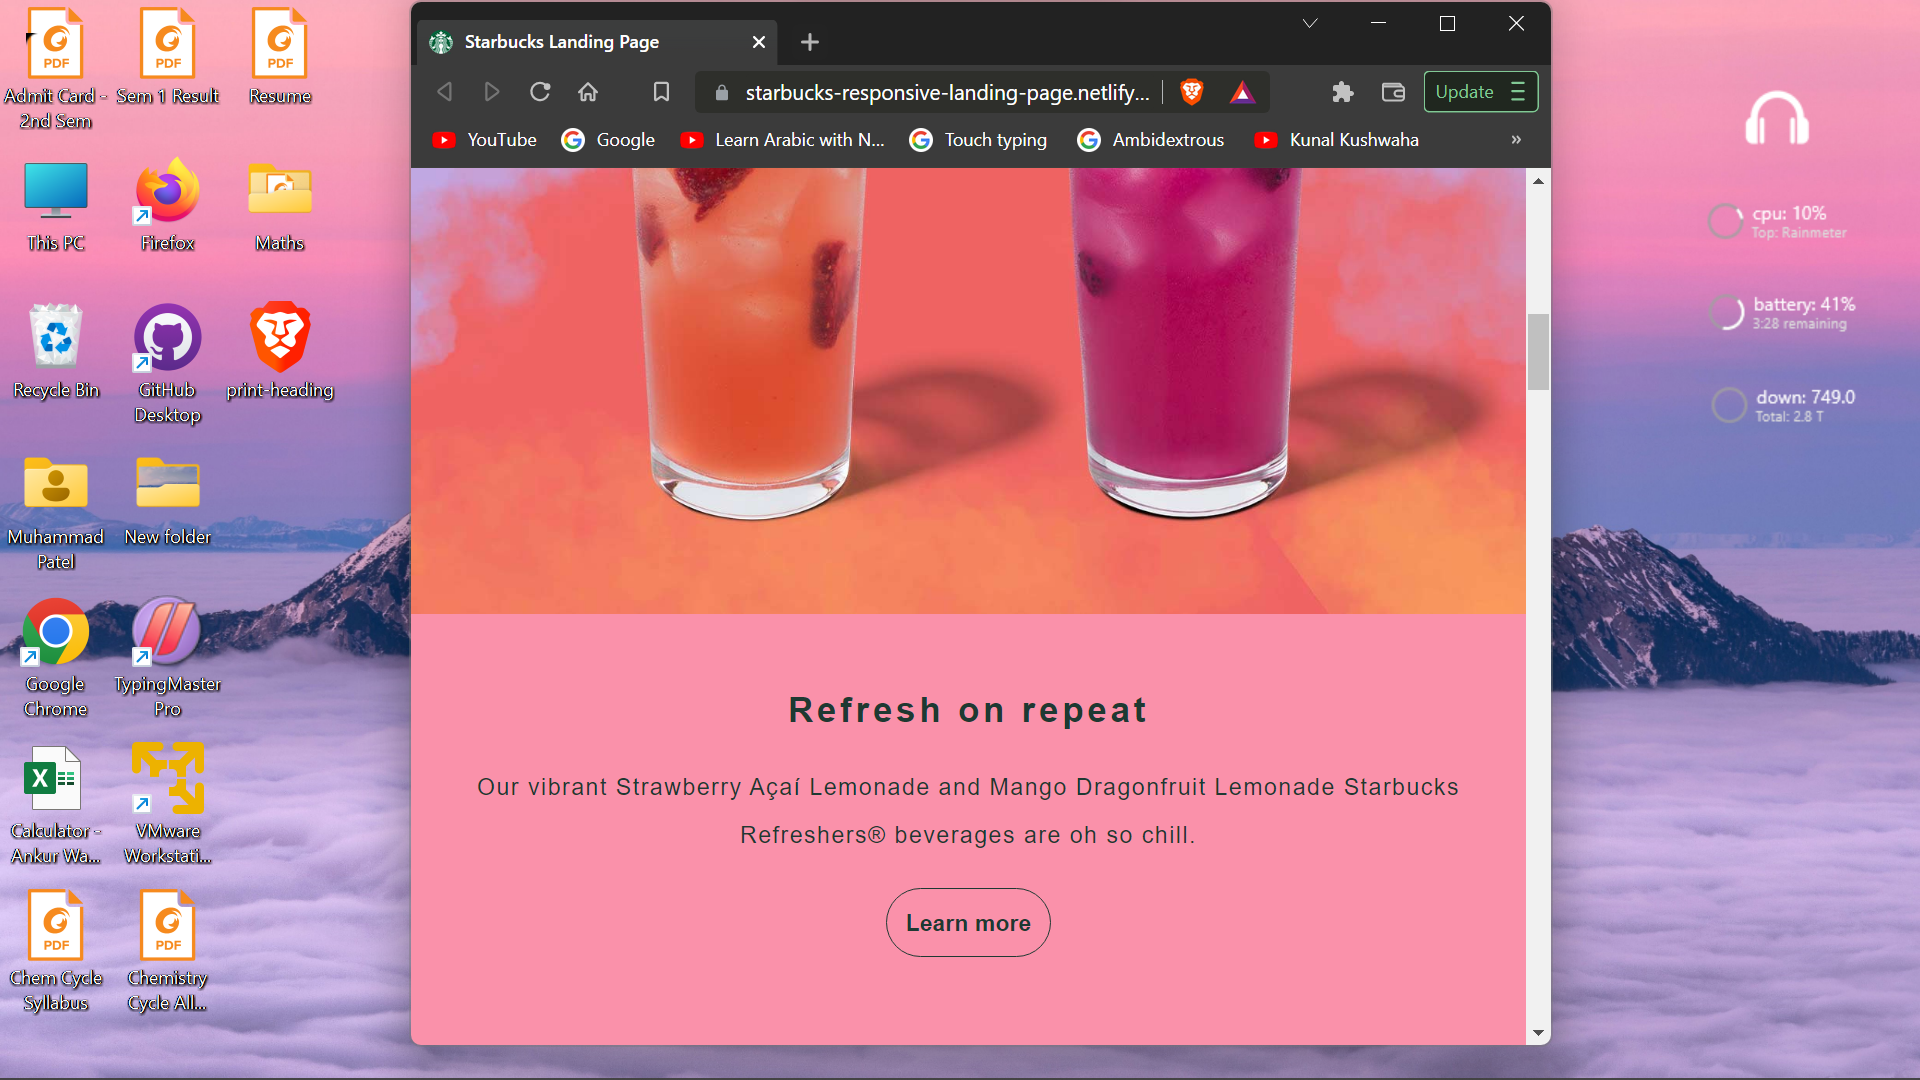 PDF
Admit Card -
2nd Sem
PDF
Sem 1 Result
PDF
Resume
This PC
Firefox
Maths
Recycle Bin
GitHub
Desktop
print-heading
Muhammad
Patel
New folder
Google
Chrome
TypingMaster
Pro
X
Calculator -
Ankur Wa...
VMware
Workstati...
PDF
Chem Cycle
Syllabus
PDF
Chemistry
Cycle All...
Starbucks Landing Page
starbucks-responsive-landing-page.netlify...
Update
YouTube
Google
Learn Arabic with N...
Touch typing
Ambidextrous
Kunal Kushwaha
»
Refresh on repeat
Our vibrant Strawberry Açaí Lemonade and Mango Dragonfruit Lemonade Starbucks
Refreshers® beverages are oh so chill.
Learn more
cpu: 10%
Top: Rainmeter
battery: 41%
3:28 remaining
down: 749.0
Total: 2.8 T